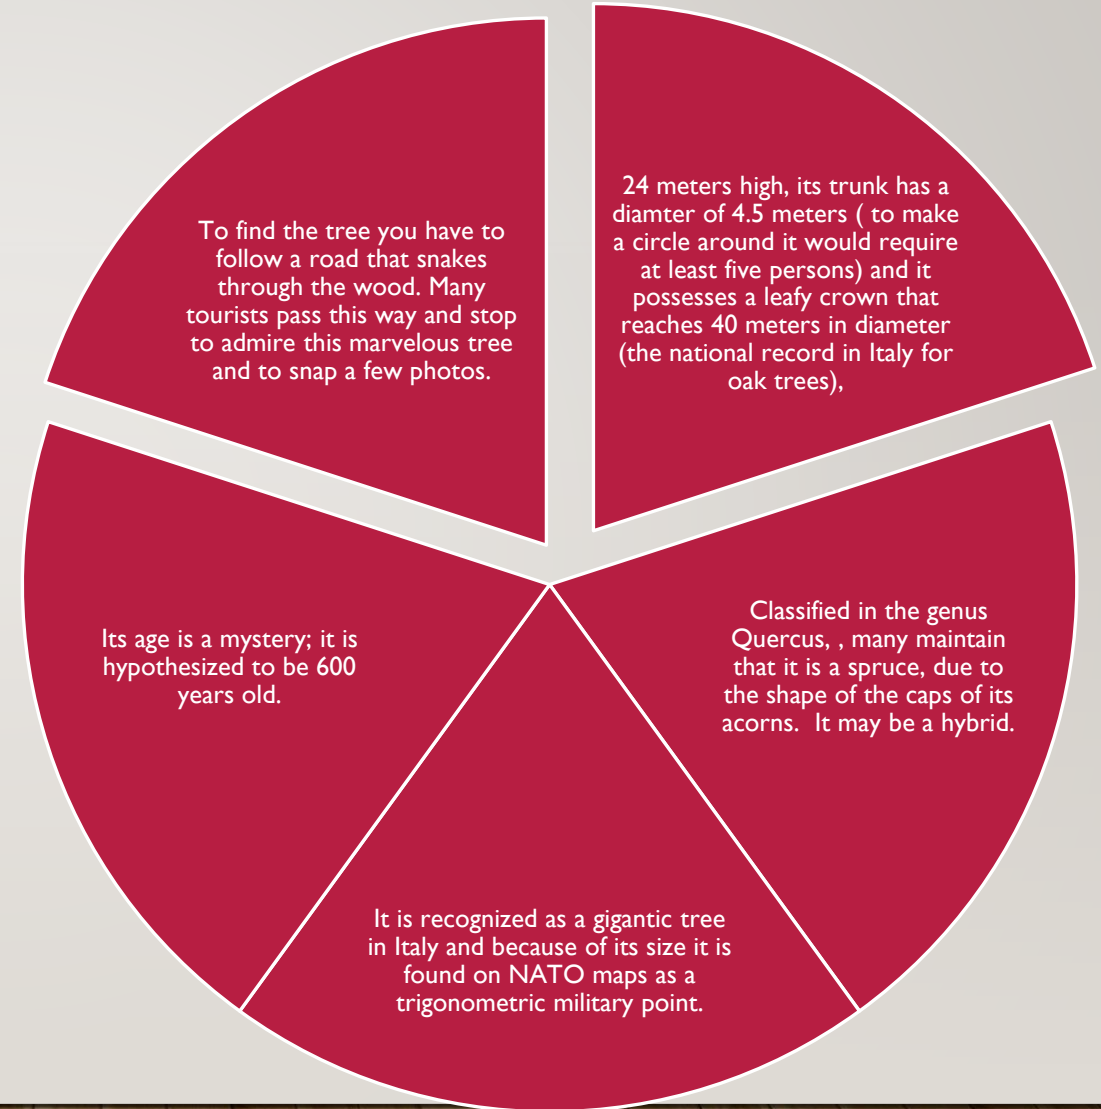 24 meters high, its trunk has a
diamter of 4.5 meters ( to make
a circle around it would require
at least five persons) and it
possesses a leafy crown that
reaches 40 meters in diameter
(the national record in Italy for
oak trees),
Classified in the genus
Quercus, , many maintain
that it is a spruce, due to
the shape of the caps of its
acorns.  It may be a hybrid.
It is recognized as a gigantic tree
in Italy and because of its size it is
found on NATO maps as a
trigonometric military point.
Its age is a mystery; it is
hypothesized to be 600
years old.
To find the tree you have to
follow a road that snakes
through the wood. Many
tourists pass this way and stop
to admire this marvelous tree
and to snap a few photos.